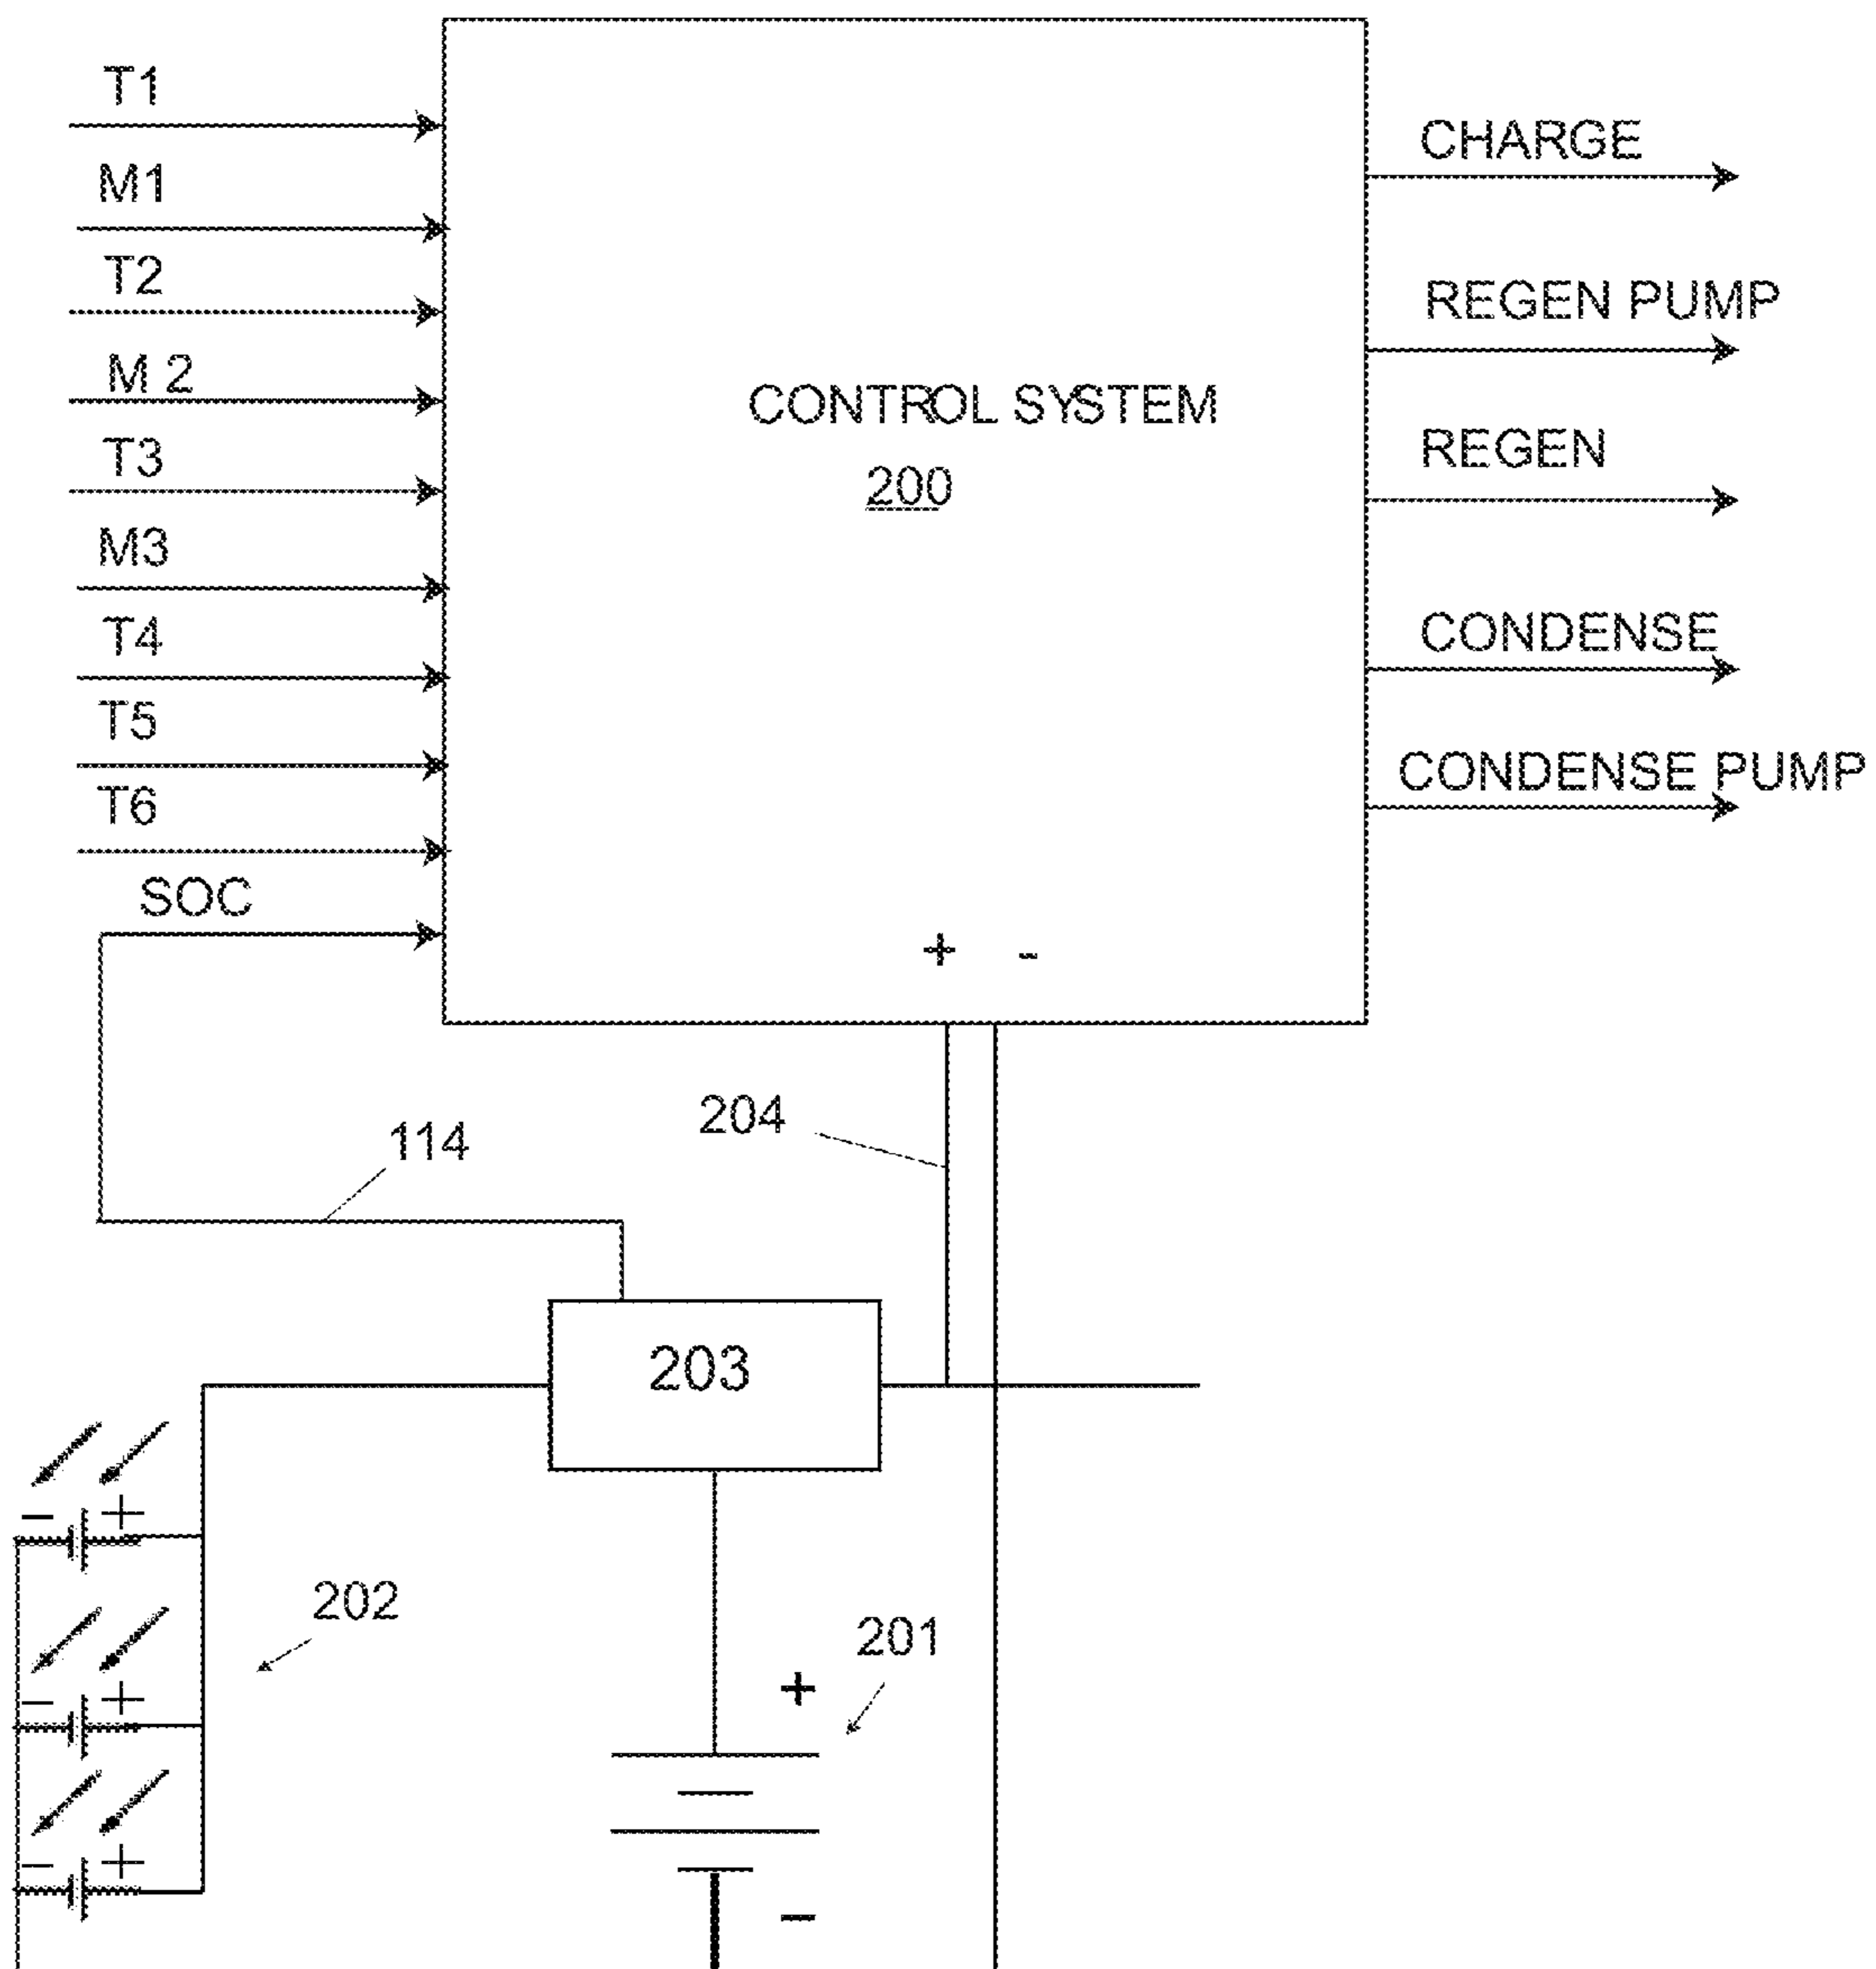 T1
M1
T2
M 2
T3
M3
T4
T5
T6
SOC
CONTROL SYSTEM
200
+ -
CHARGE
REGEN PUMP
REGEN
CONDENSE
CONDENSE PUMP
204
114
203
- +
202
- +
201
+
- +
-